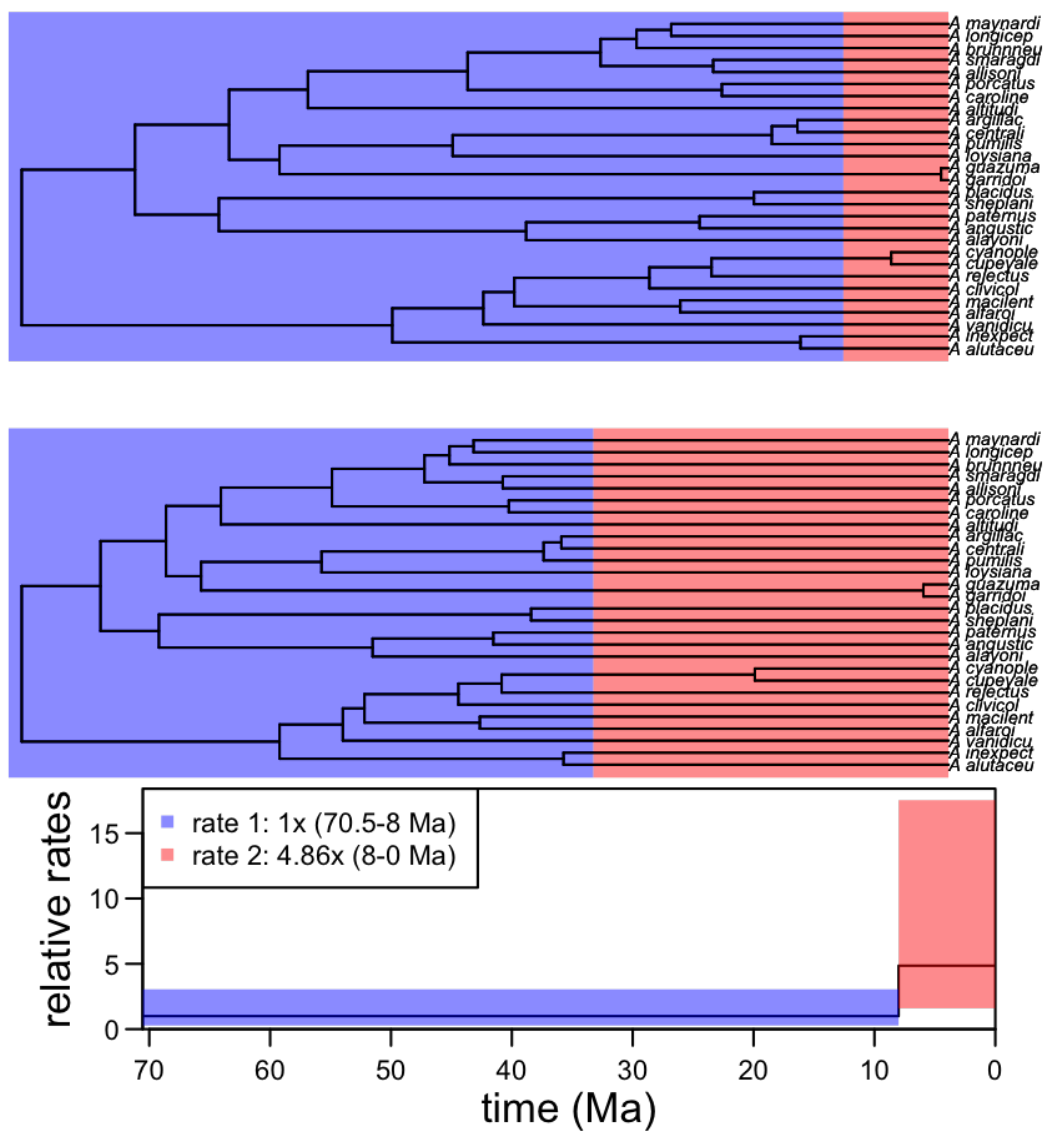 A maynardi
A longicep
A brunnneu
A smaragdi
A allisoni
A porcatus
A caroline
A altitudi
A argillac
A centrali
A pumilis
A loysiana
A guazuma
A garridoi
A placidus
A sheplani
A paternus
A angustic
A alayoni
A cyanople
A cupeyale
A rejectus
A clivicol
A macilent
A alfaroi
A vanidicu
A inexpect
A alutaceu
A maynardi
A longicep
A brunnneu
A smaragdi
A allisoni
A porcatus
A caroline
A altitudi
A argillac
A centrali
A pumilis
A loysiana
A guazuma
A garridoi
A placidus
A sheplani
A paternus
A angustic
A alayoni
A cyanople
A cupeyale
A rejectus
A clivicol
A macilent
A alfaroi
A vanidicu
A inexpect
A alutaceu
relative rates
15
10
5
0
rate 1: 1x (70.5-8 Ma)
rate 2: 4.86x (8-0 Ma)
70 60 50 40 30 20 10 0
time (Ma)